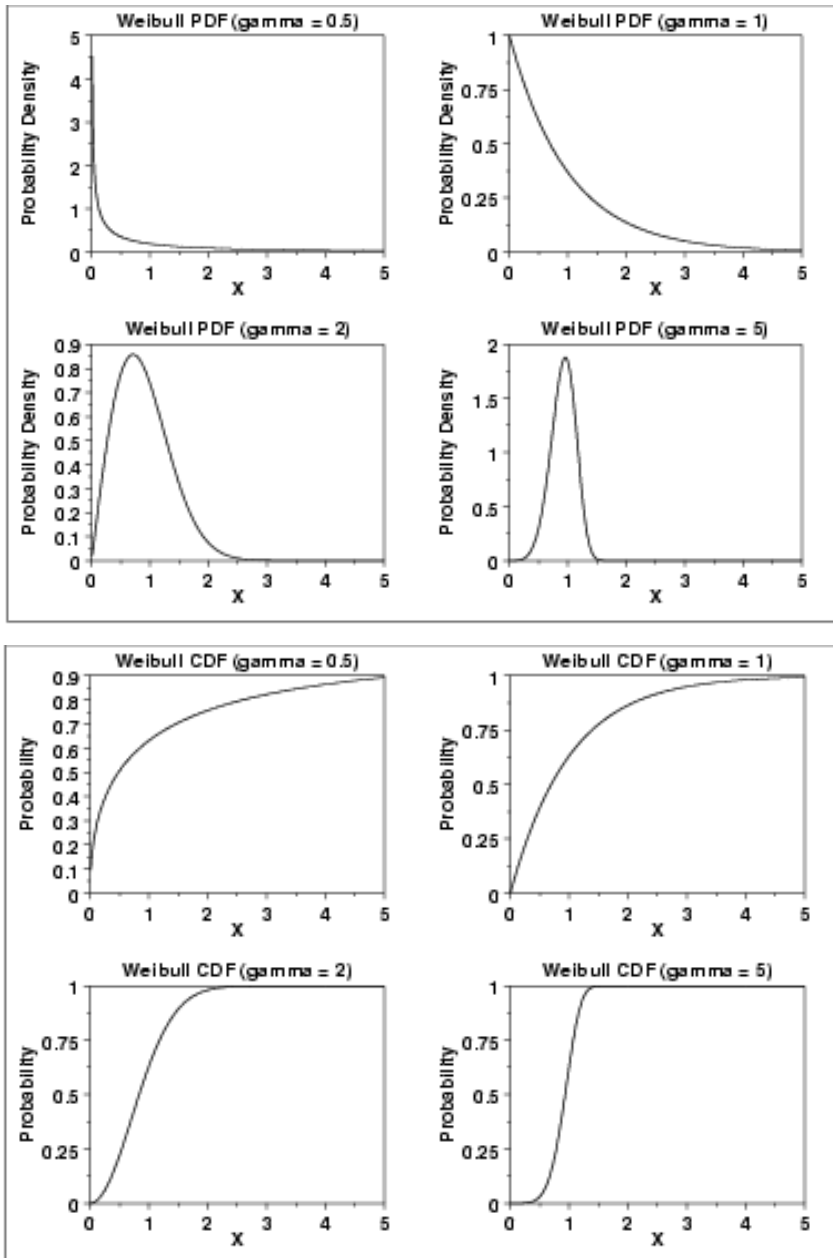 Weibull PDF (gamma = 0.5)
5
4
3
2
1
0
Probability Density
0 1 2 3 4 5
X
Weibull PDF (gamma = 1)
1
0.75
0.5
0.25
0
Probability Density
0 1 2 3 4 5
X
Weibull PDF (gamma = 2)
0.9
0.8
0.7
0.6
0.5
0.4
0.3
0.2
0.1
0
Probability Density
0 1 2 3 4 5
X
Weibull PDF (gamma = 5)
2
1.5
1
0.5
0
Probability Density
0 1 2 3 4 5
X
Weibull CDF (gamma = 0.5)
0.9
0.8
0.7
0.6
0.5
0.4
0.3
0.2
0.1
0
Probability
0 1 2 3 4 5
X
Weibull CDF (gamma = 1)
1
0.75
0.5
0.25
0
Probability
0 1 2 3 4 5
X
Weibull CDF (gamma = 2)
1
0.75
0.5
0.25
0
Probability
0 1 2 3 4 5
X
Weibull CDF (gamma = 5)
1
0.75
0.5
0.25
0
Probability
0 1 2 3 4 5
X